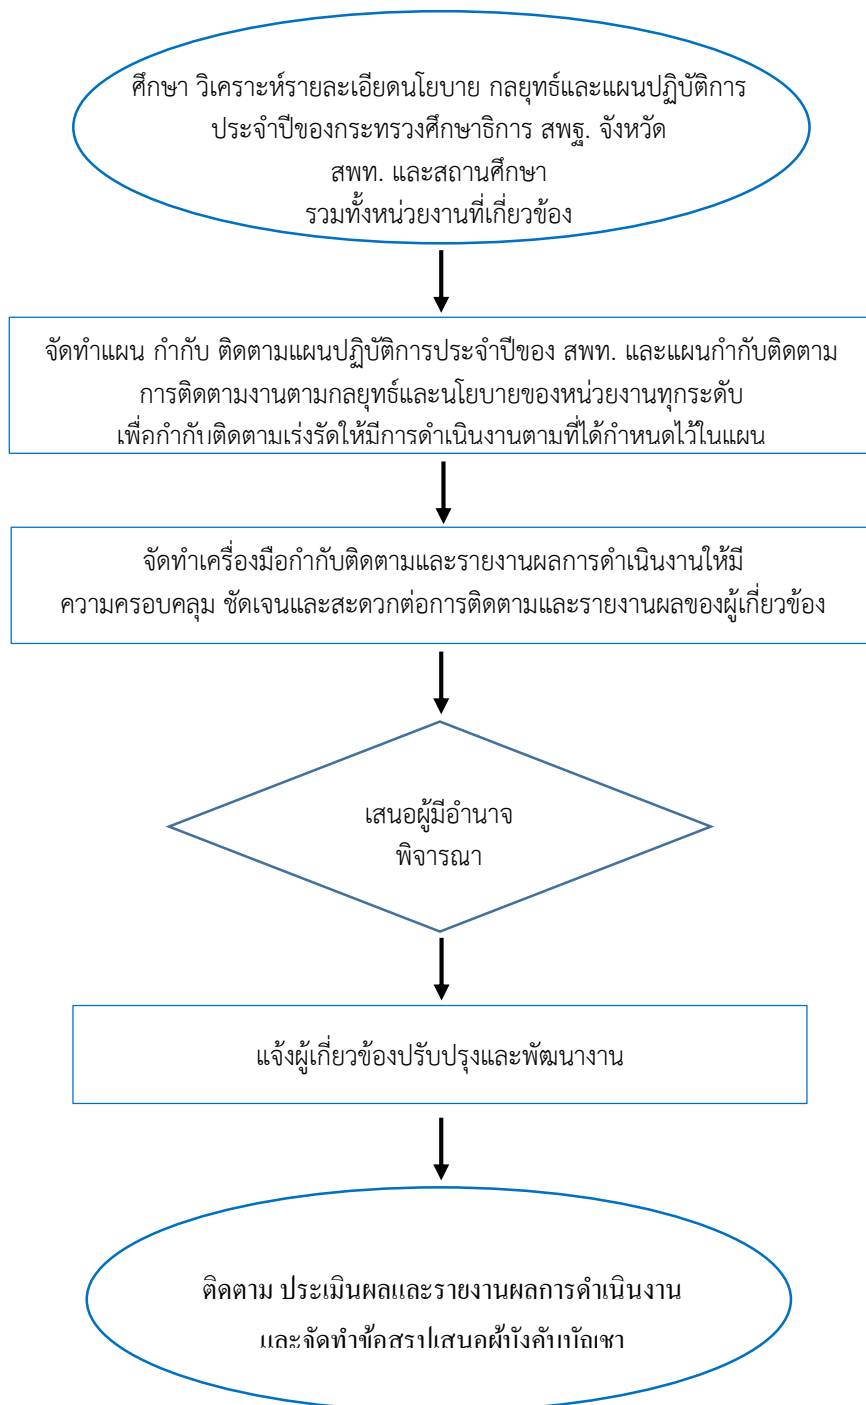 ศึกษา วิเคราะห์รายละเอียดนโยบาย กลยุทธ์และแผนปฏิบัติการ
ประจำปีของกระทรวงศึกษาธิการ สพฐ. จังหวัด
สพท. และสถานศึกษา
รวมทั้งหน่วยงานที่เกี่ยวข้อง
จัดทำแผน กำกับ ติดตามแผนปฏิบัติการประจำปีของ สพท. และแผนกำกับติดตาม
การติดตามงานตามกลยุทธ์และนโยบายของหน่วยงานทุกระดับ
เพื่อกำกับติดตามเร่งรัดให้มีการดำเนินงานตามที่ได้กำหนดไว้ในแผน
จัดทำเครื่องมือกำกับติดตามและรายงานผลการดำเนินงานให้มี
ความครอบคลุม ชัดเจนและสะดวกต่อการติดตามและรายงานผลของผู้เกี่ยวข้อง
เสนอผู้มีอำนาจ
พิจารณา
แจ้งผู้เกี่ยวข้องปรับปรุงและพัฒนางาน
ติดตาม ประเมินผลและรายงานผลการดำเนินงาน
และจัดทำข้อสรุปเสนอผู้บังคับบัญชา